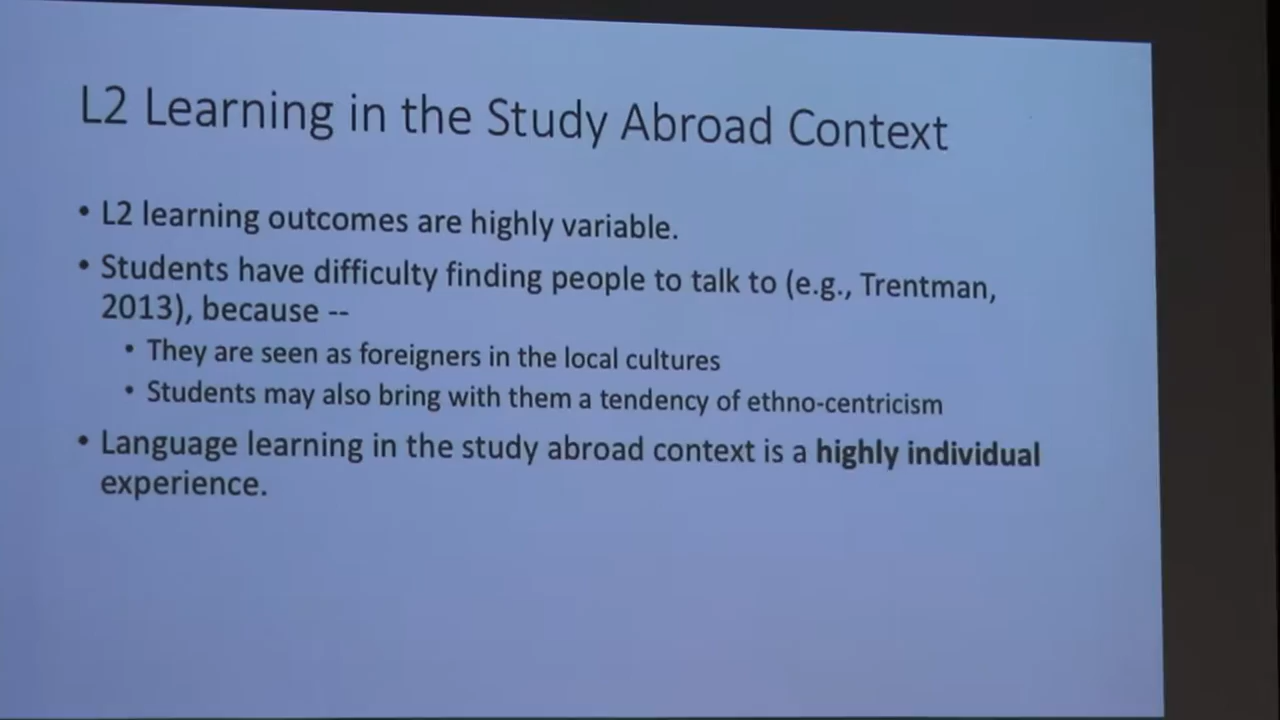 L2 Learning in the Study Abroad Context
• L2 learning outcomes are highly variable.
• Students have difficulty finding people to talk to (e.g., Trentman,
2013), because --
• They are seen as foreigners in the local cultures
• Students may also bring with them a tendency of ethno-centricism
• Language learning in the study abroad context is a highly individual
experience.